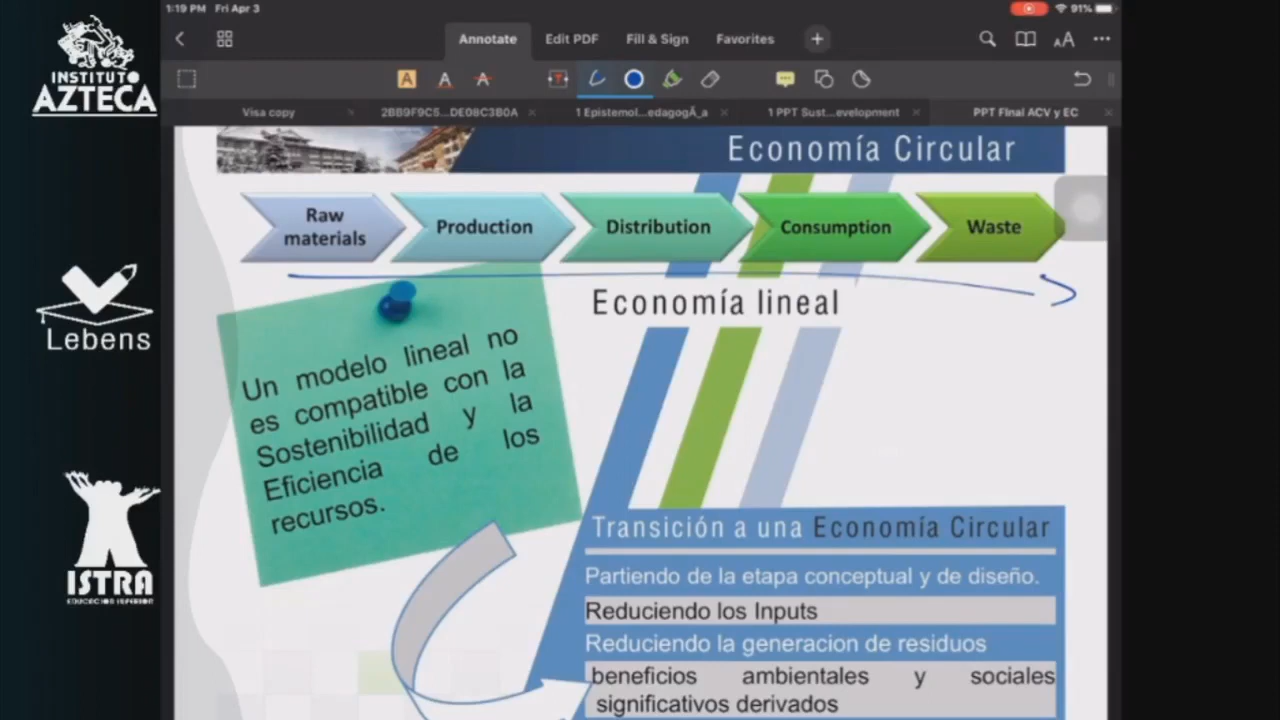 1:19 PM Fri Apr 3
91%
INSTITUTO
AZTECA
Lebens
ISTRA
EDUCACIÓN SUPERIOR
Annotate
Edit PDF
Fill & Sign
Favorites
Visa copy
2BB9F9C5...DE08C3B0A
1 Epistemol...edagogÃ_a
1 PPT Sust...evelopment
PPT FInal ACV y EC
Economía Circular
Raw
materials
Production
Distribution
Consumption
Waste
Economía lineal
Un modelo lineal no
es compatible con la
Sostenibilidad y la
Eficiencia de los
recursos.
Transición a una Economía Circular
Partiendo de la etapa conceptual y de diseño.
Reduciendo los Inputs
Reduciendo la generacion de residuos
beneficios ambientales y sociales
significativos derivados